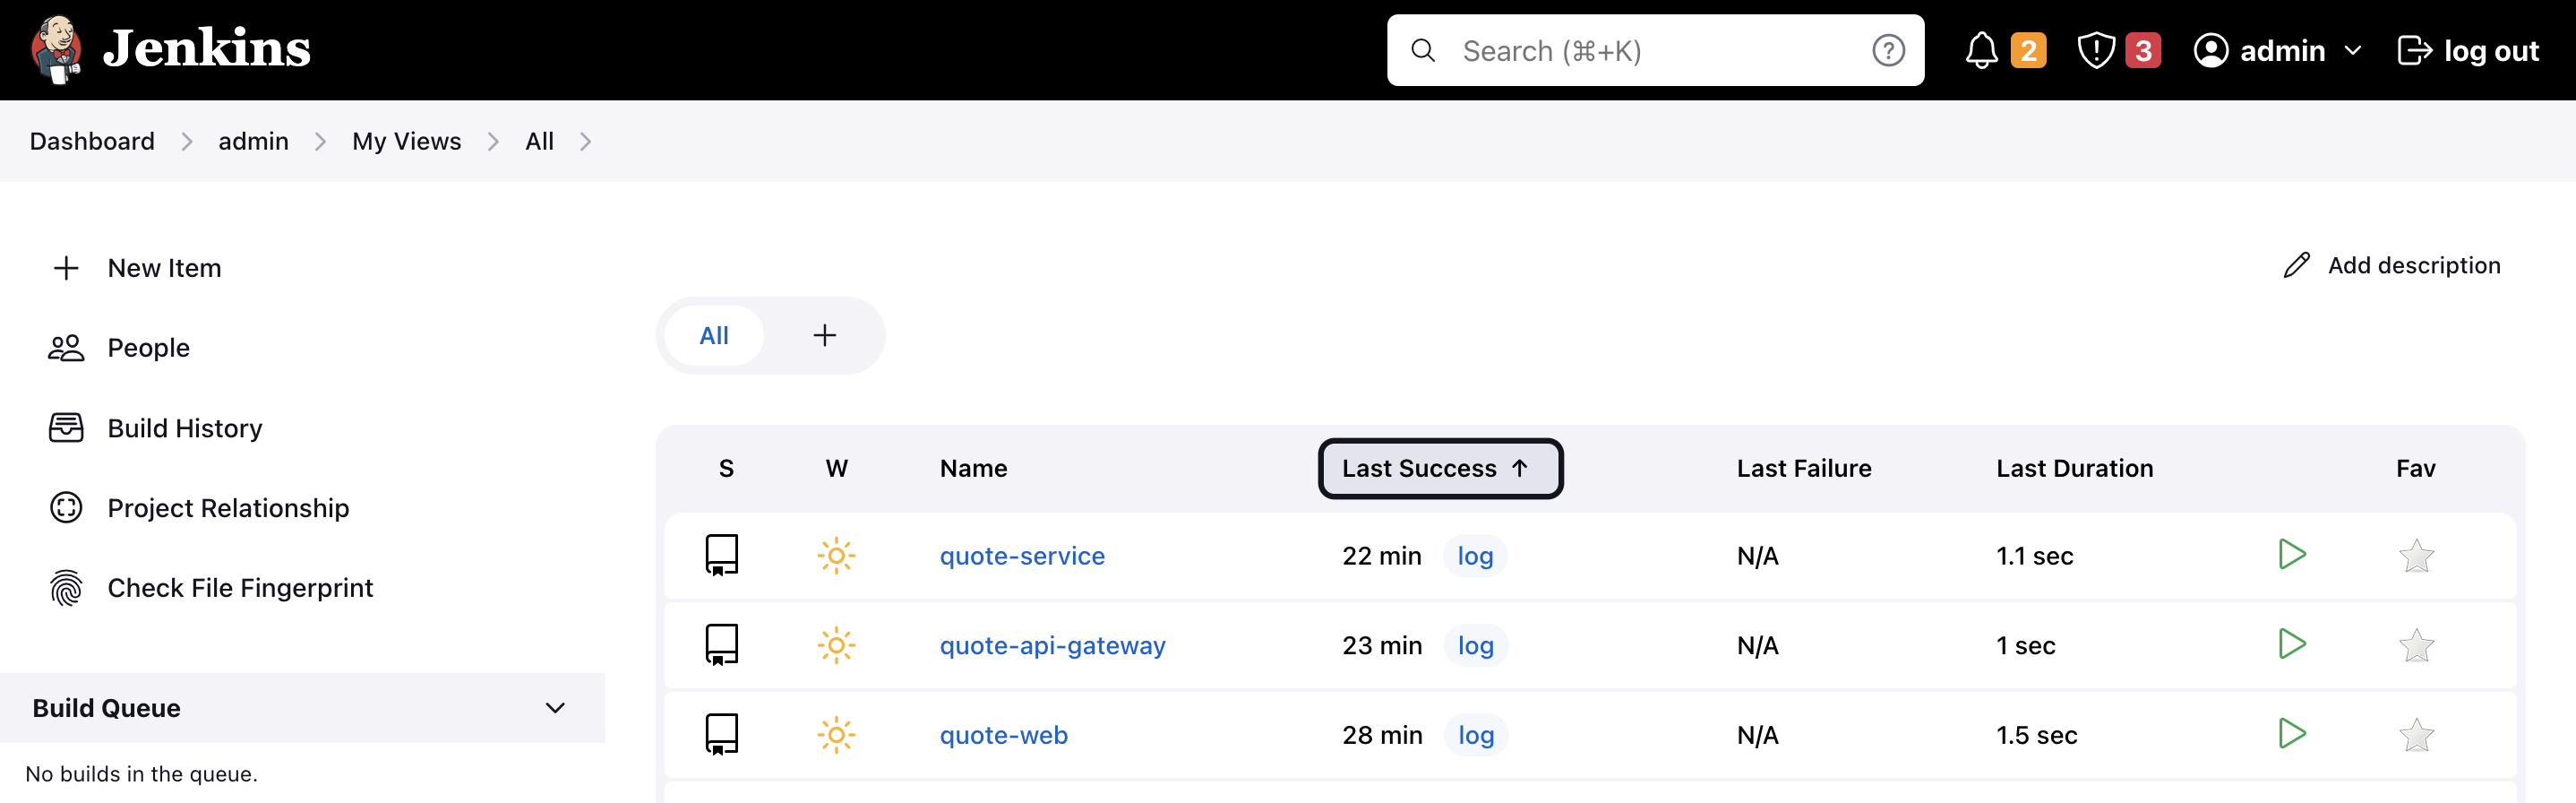 Jenkins
Search (⌘+K)
2
3
admin
log out
Dashboard
admin
My Views
All
New Item
People
Build History
Project Relationship
Check File Fingerprint
Build Queue
No builds in the queue.
Add description
All
S W Name Last Success ↑ Last Failure Last Duration Fav
quote-service 22 min log N/A 1.1 sec
quote-api-gateway 23 min log N/A 1 sec
quote-web 28 min log N/A 1.5 sec